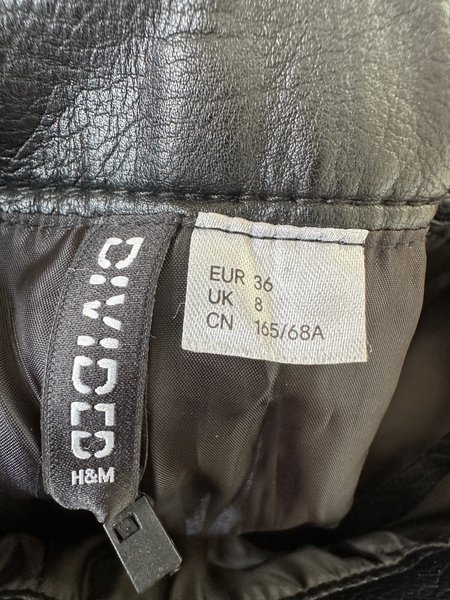 DIVIDED
H&M
EUR 36
UK 8
CN 165/68A